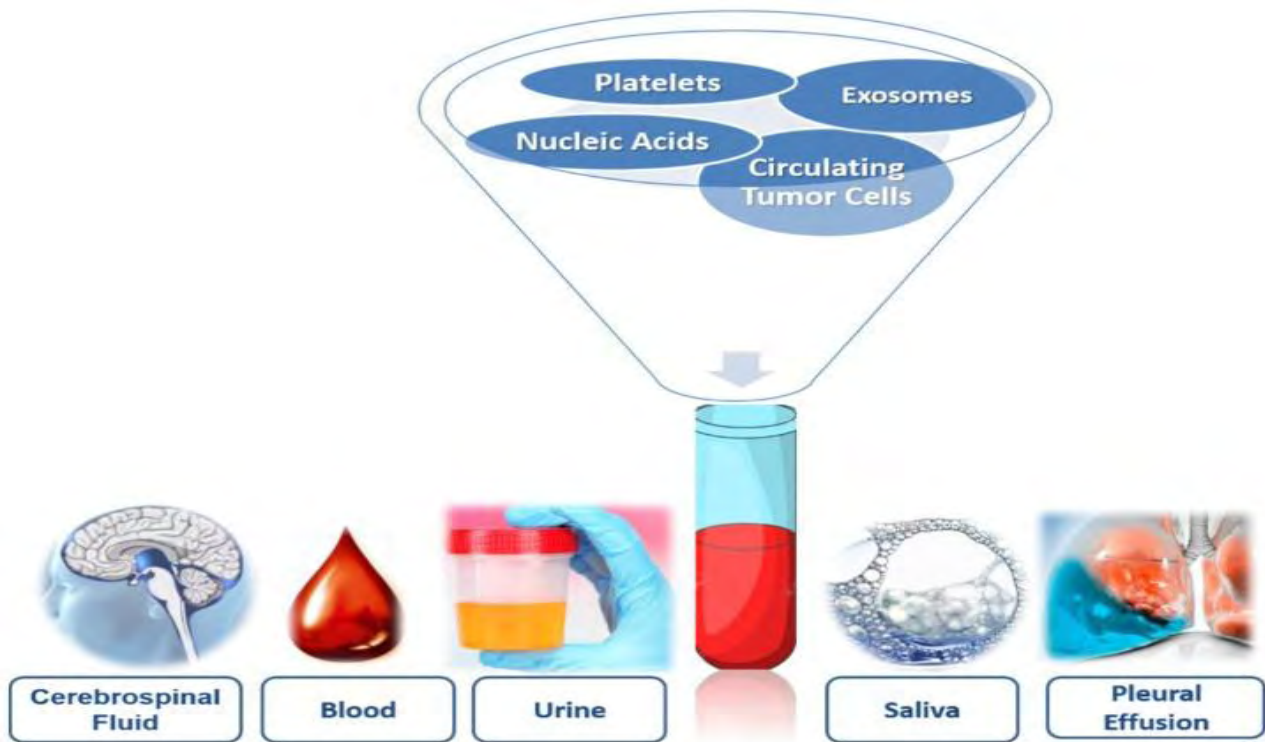 Platelets
Exosomes
Nucleic Acids
Circulating
Tumor Cells
Cerebrospinal
Fluid
Blood
Urine
Saliva
Pleural
Effusion